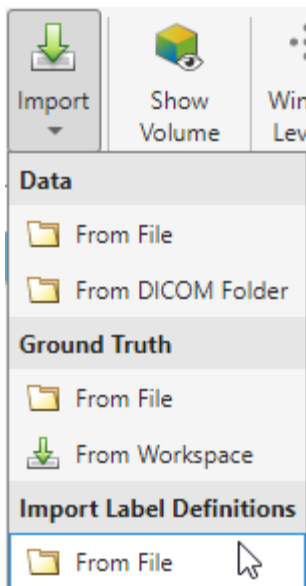 Import
Show
Volume
Data
From File
From DICOM Folder
Ground Truth
From File
From Workspace
Import Label Definitions
From File